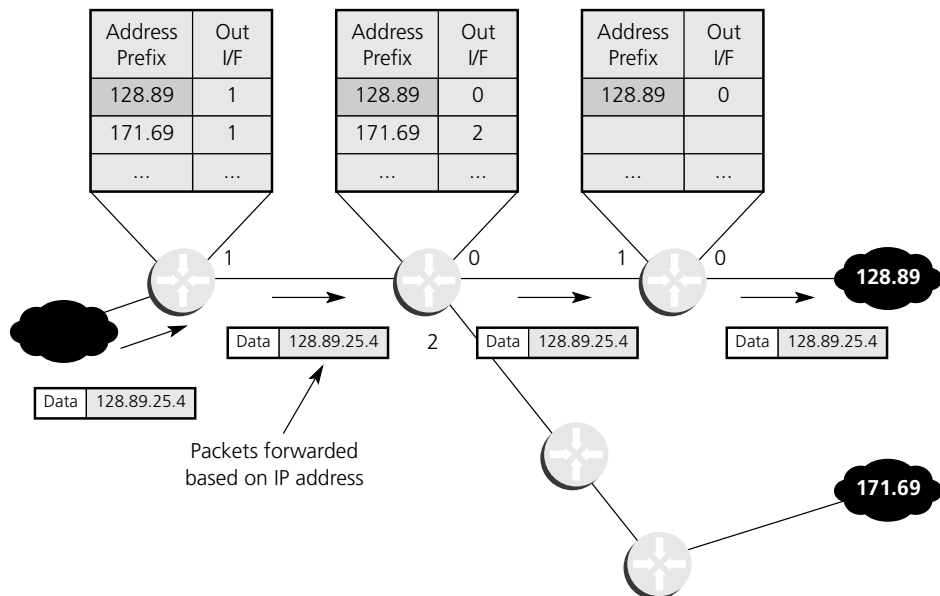 Address Prefix
Out I/F
128.89
1
171.69
1
...
...
Address Prefix
Out I/F
128.89
0
171.69
2
...
...
Address Prefix
Out I/F
128.89
0
...
...
1
0
1
0
128.89
2
Data
128.89.25.4
Data
128.89.25.4
Data
128.89.25.4
Data
128.89.25.4
Packets forwarded
based on IP address
171.69